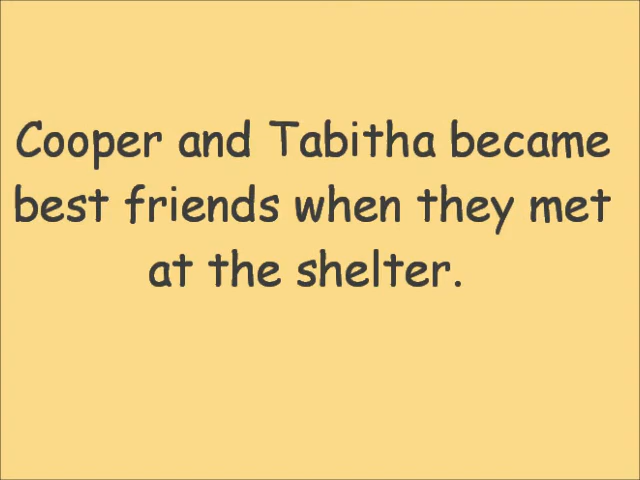 Cooper and Tabitha became
best friends when they met
at the shelter.